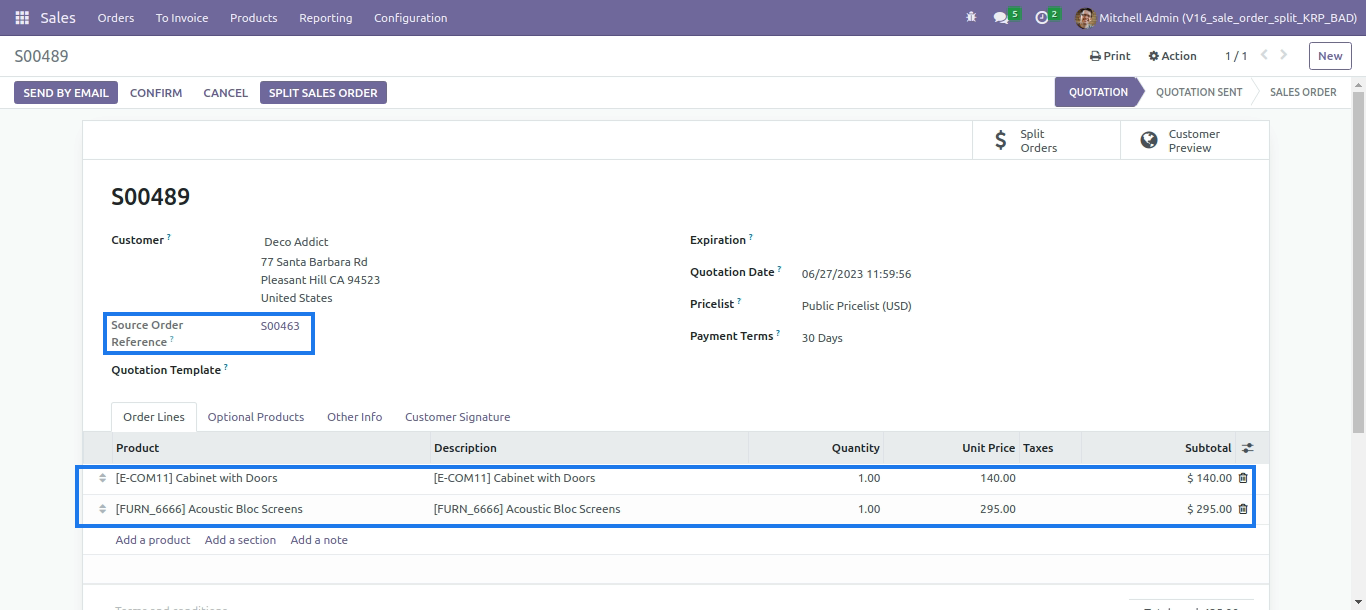 Sales Orders To Invoice Products Reporting Configuration 5 2 Mitchell Admin (V16_sale_order_split_KRP_BAD)
S00489 Print Action 1 / 1 New
SEND BY EMAIL CONFIRM CANCEL SPLIT SALES ORDER QUOTATION QUOTATION SENT SALES ORDER
Split Orders Customer Preview
S00489
Customer ? Deco Addict
77 Santa Barbara Rd
Pleasant Hill CA 94523
United States
Source Order S00463
Reference ?
Quotation Template ?
Expiration ?
Quotation Date ? 06/27/2023 11:59:56
Pricelist ? Public Pricelist (USD)
Payment Terms ? 30 Days
Order Lines Optional Products Other Info Customer Signature
Product Description Quantity Unit Price Taxes Subtotal
[E-COM11] Cabinet with Doors [E-COM11] Cabinet with Doors 1.00 140.00 $ 140.00
[FURN_6666] Acoustic Bloc Screens [FURN_6666] Acoustic Bloc Screens 1.00 295.00 $ 295.00
Add a product Add a section Add a note
Terms and conditions